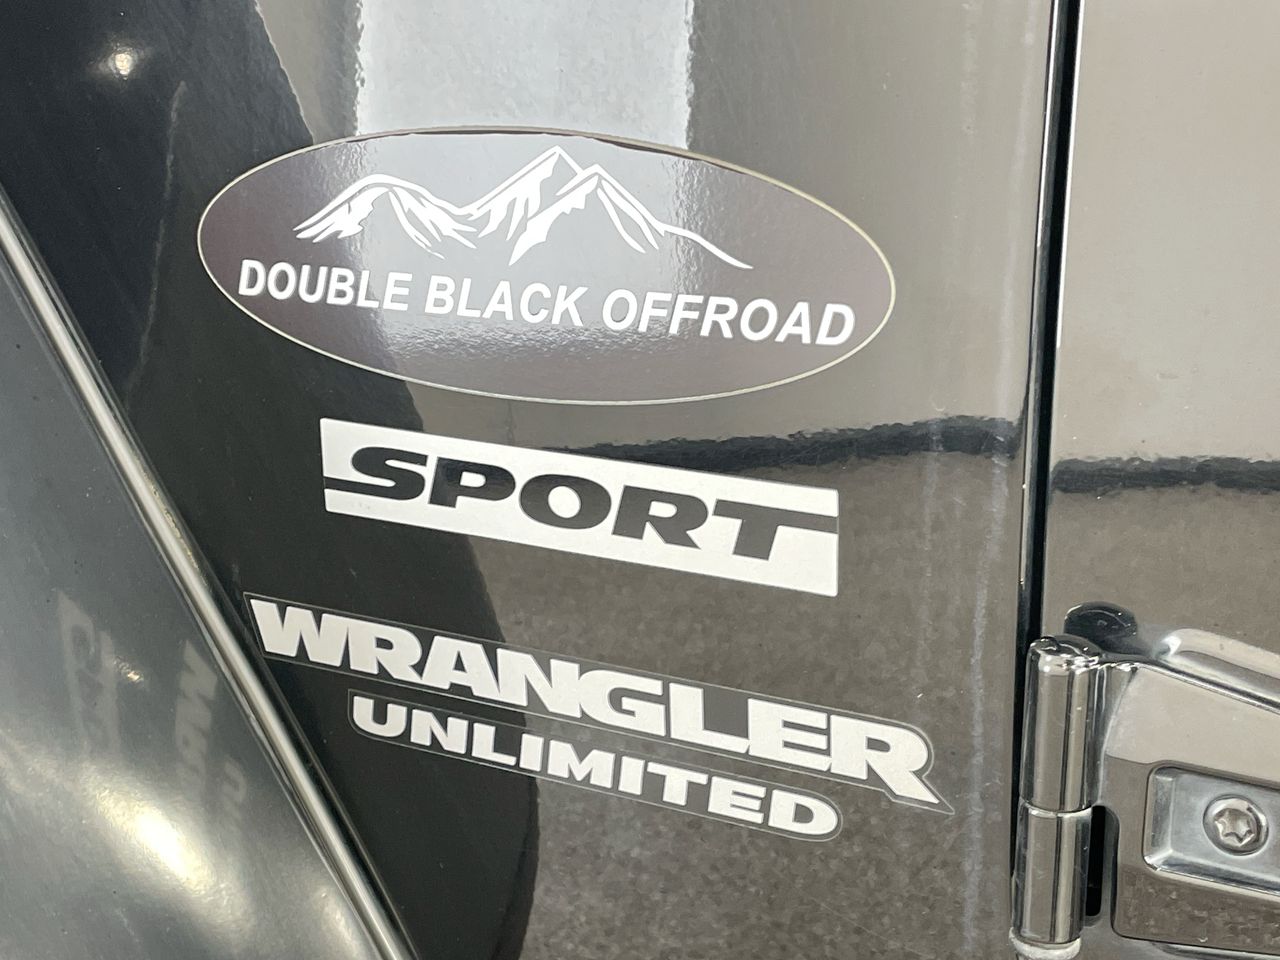 DOUBLE BLACK OFFROAD
SPORT
WRANGLER
UNLIMITED